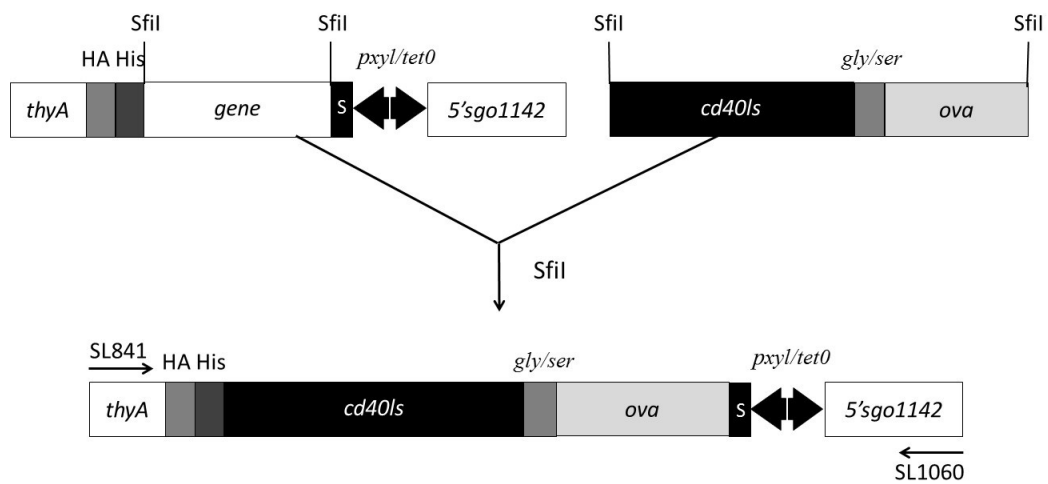 SfiI SfiI SfiI SfiI
HA His pxyl/tet0 gly/ser
thyA gene S 5'sgo1142 cd40ls ova
SfiI
SL841
HA His gly/ser pxyl/tet0
thyA cd40ls ova S 5'sgo1142
SL1060